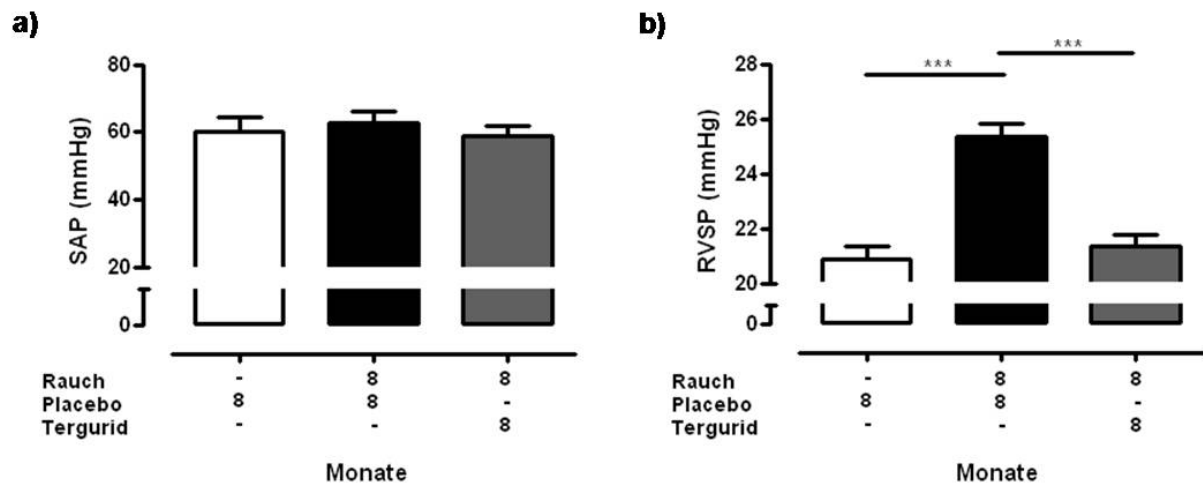 a)
80
60
40
20
0
SAP (mmHg)
Rauch - 8 8
Placebo 8 8 -
Tergurid - - 8
Monate
b)
28
26
24
22
20
0
RVSP (mmHg)
***
***
Rauch - 8 8
Placebo 8 8 -
Tergurid - - 8
Monate